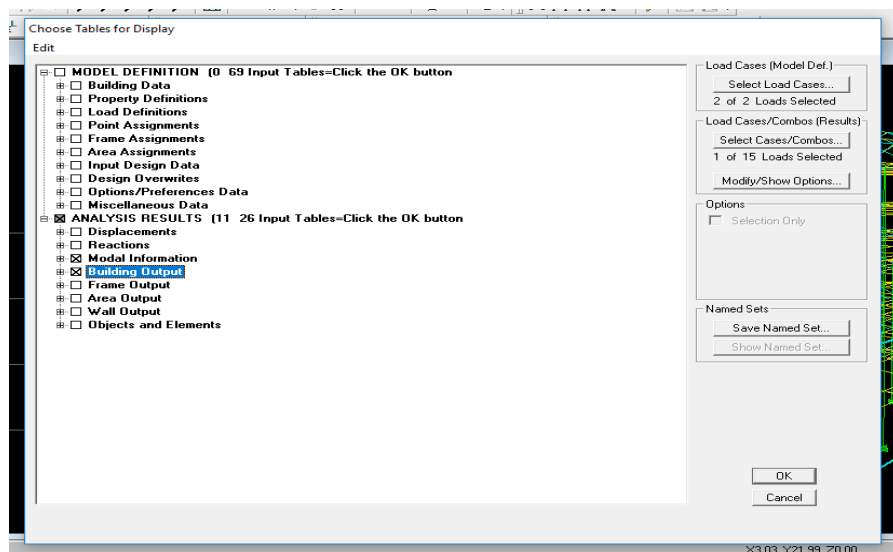 Choose Tables for Display
Edit
MODEL DEFINITION (0 69 Input Tables=Click the OK button
Building Data
Property Definitions
Load Definitions
Point Assignments
Frame Assignments
Area Assignments
Input Design Data
Design Overwrites
Options/Preferences Data
Miscellaneous Data
ANALYSIS RESULTS (11 26 Input Tables=Click the OK button
Displacements
Reactions
Modal Information
Building Output
Frame Output
Area Output
Wall Output
Objects and Elements
Load Cases (Model Def.)
Select Load Cases...
2 of 2 Loads Selected
Load Cases/Combos (Results)
Select Cases/Combos...
1 of 15 Loads Selected
Modify/Show Options...
Options
Selection Only
Named Sets
Save Named Set...
Show Named Set...
OK
Cancel
X3.03 Y21.99 Z0.00